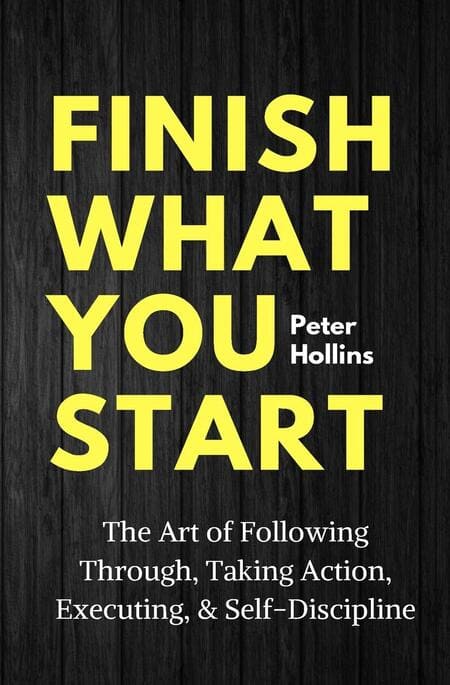 FINISH
WHAT
YOU
Peter
Hollins
START
The Art of Following
Through, Taking Action,
Executing, & Self-Discipline